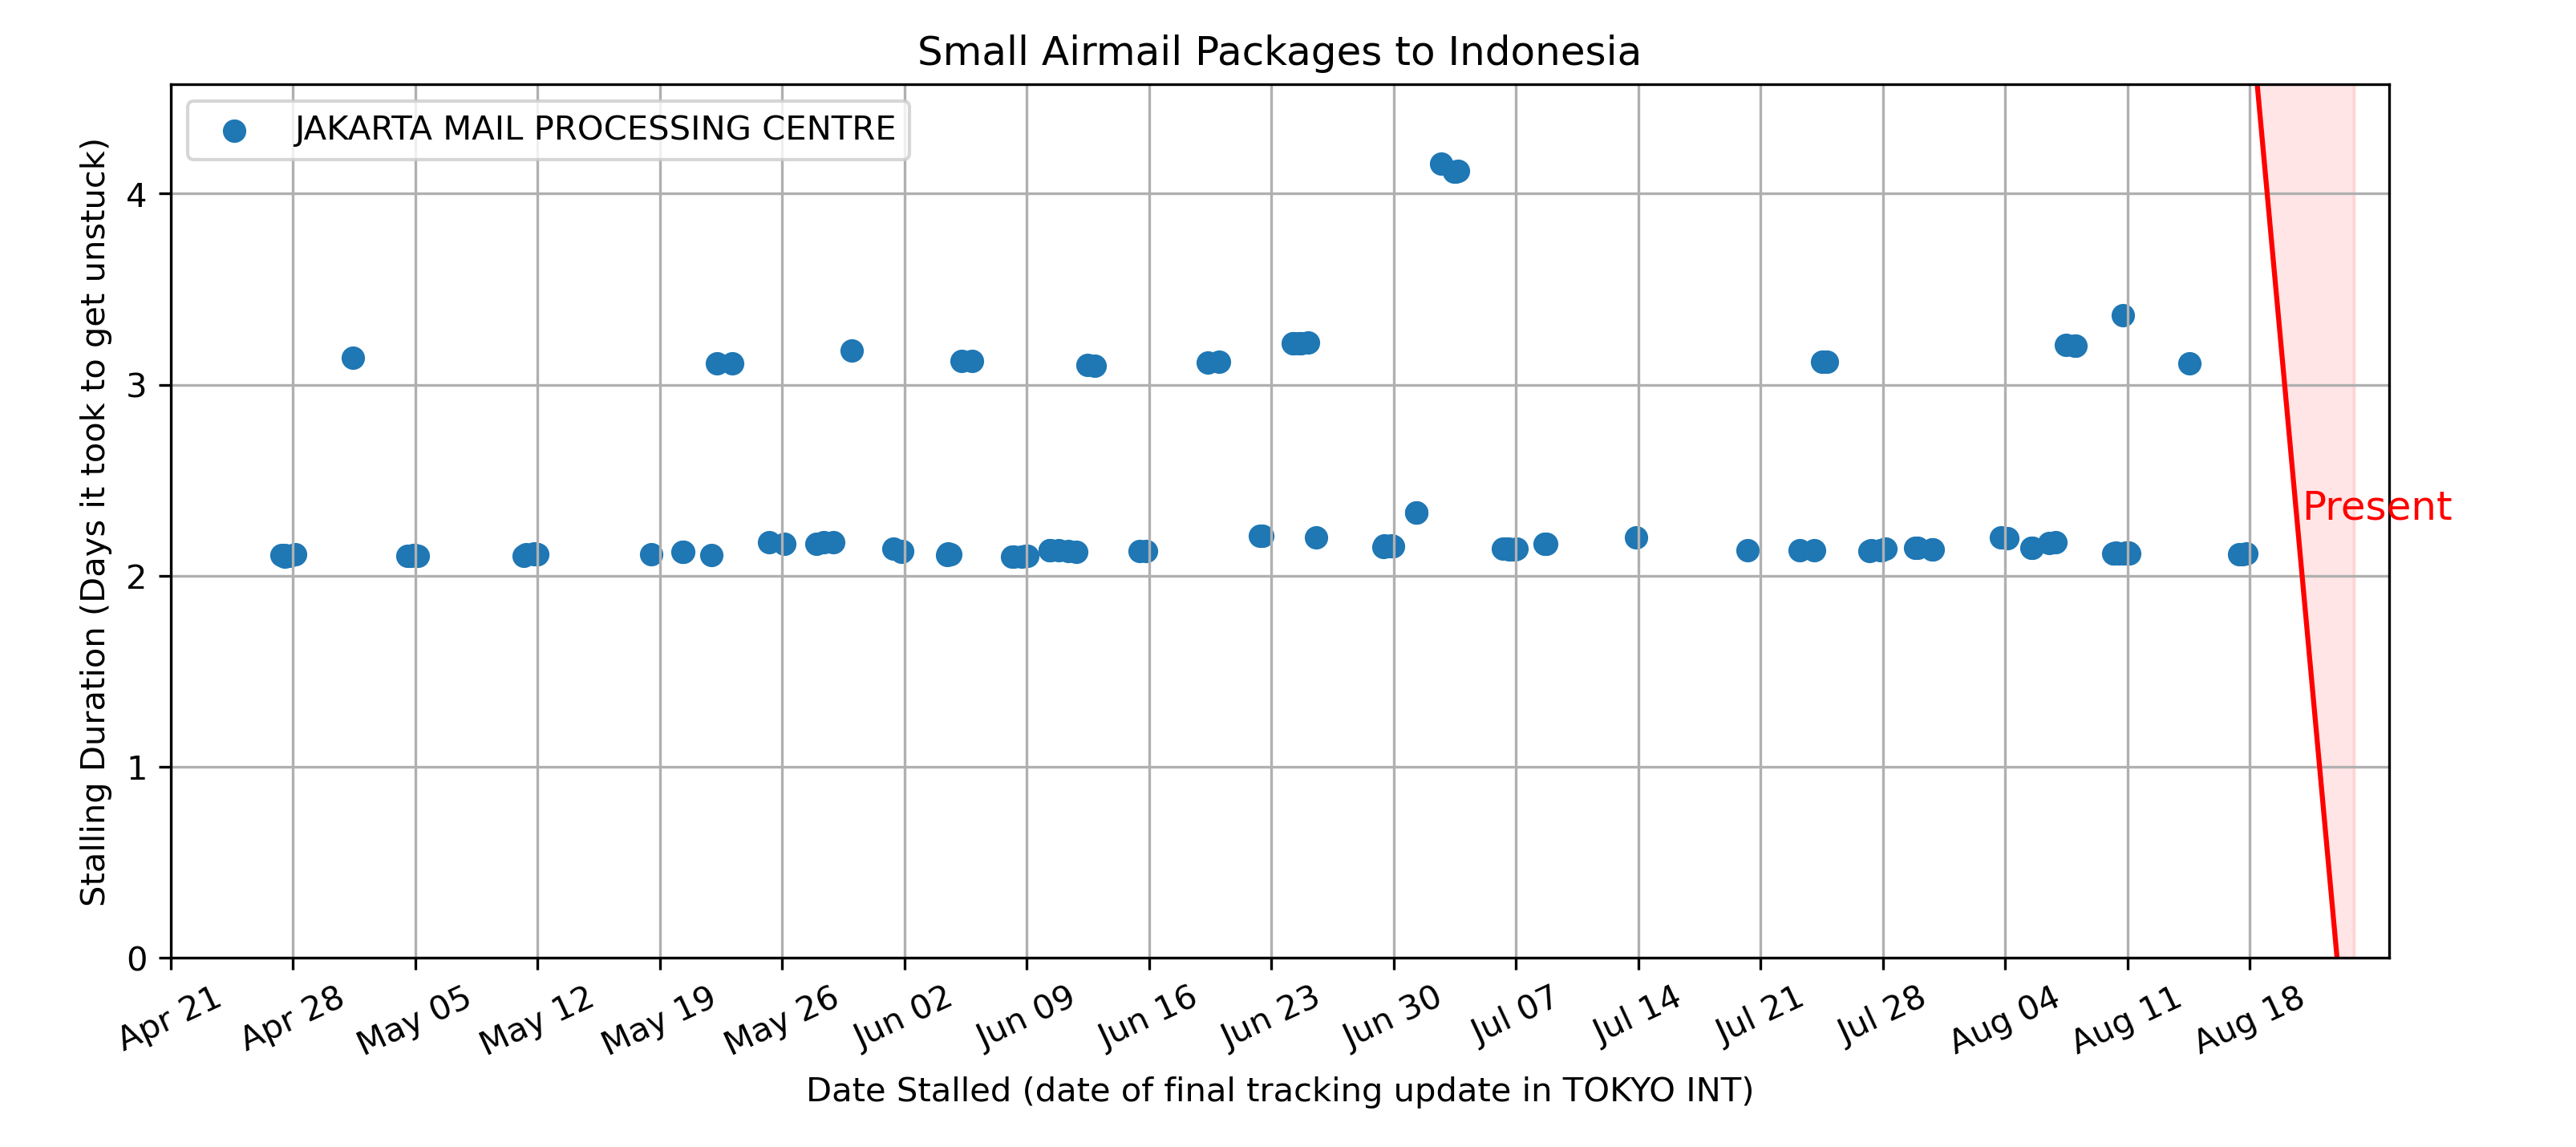 Small Airmail Packages to Indonesia
JAKARTA MAIL PROCESSING CENTRE
Stalling Duration (Days it took to get unstuck)
4
3
2
1
0
Present
Apr 21
Apr 28
May 05
May 12
May 19
May 26
Jun 02
Jun 09
Jun 16
Jun 23
Jun 30
Jul 07
Jul 14
Jul 21
Jul 28
Aug 04
Aug 11
Aug 18
Date Stalled (date of final tracking update in TOKYO INT)